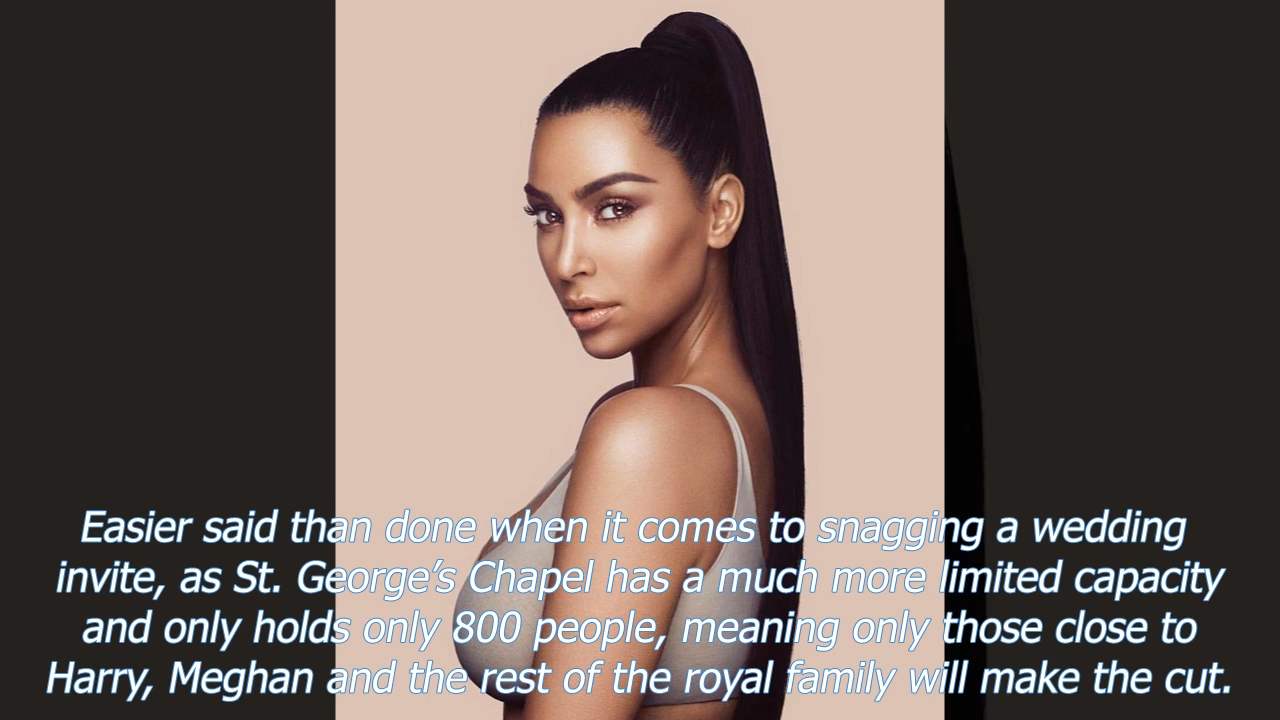 Easier said than done when it comes to snagging a wedding
invite, as St. George’s Chapel has a much more limited capacity
and only holds only 800 people, meaning only those close to
Harry, Meghan and the rest of the royal family will make the cut.